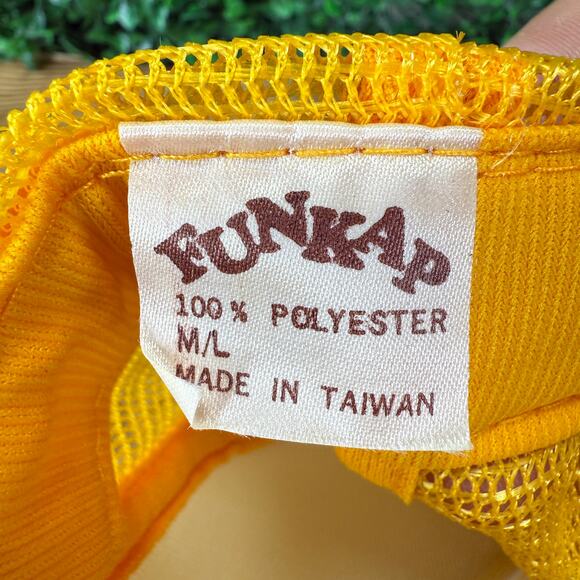 FUNKAP
100% POLYESTER
M/L
MADE IN TAIWAN